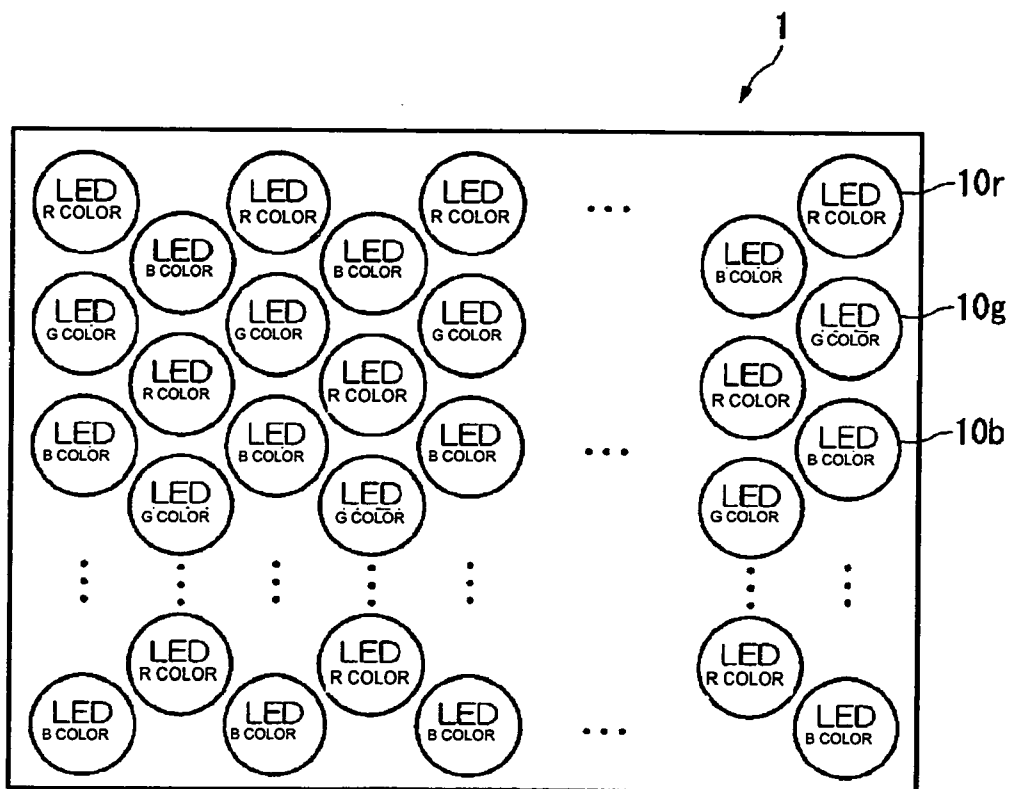 1
LED LED LED ... LED 10r
R COLOR R COLOR R COLOR R COLOR
LED LED LED
B COLOR B COLOR B COLOR
LED LED LED LED 10g
G COLOR G COLOR G COLOR G COLOR
LED LED LED
R COLOR R COLOR R COLOR
LED LED LED ... LED 10b
B COLOR B COLOR B COLOR B COLOR
LED LED LED
G COLOR G COLOR G COLOR
LED LED LED
R COLOR R COLOR R COLOR
LED LED LED ... LED
B COLOR B COLOR B COLOR B COLOR